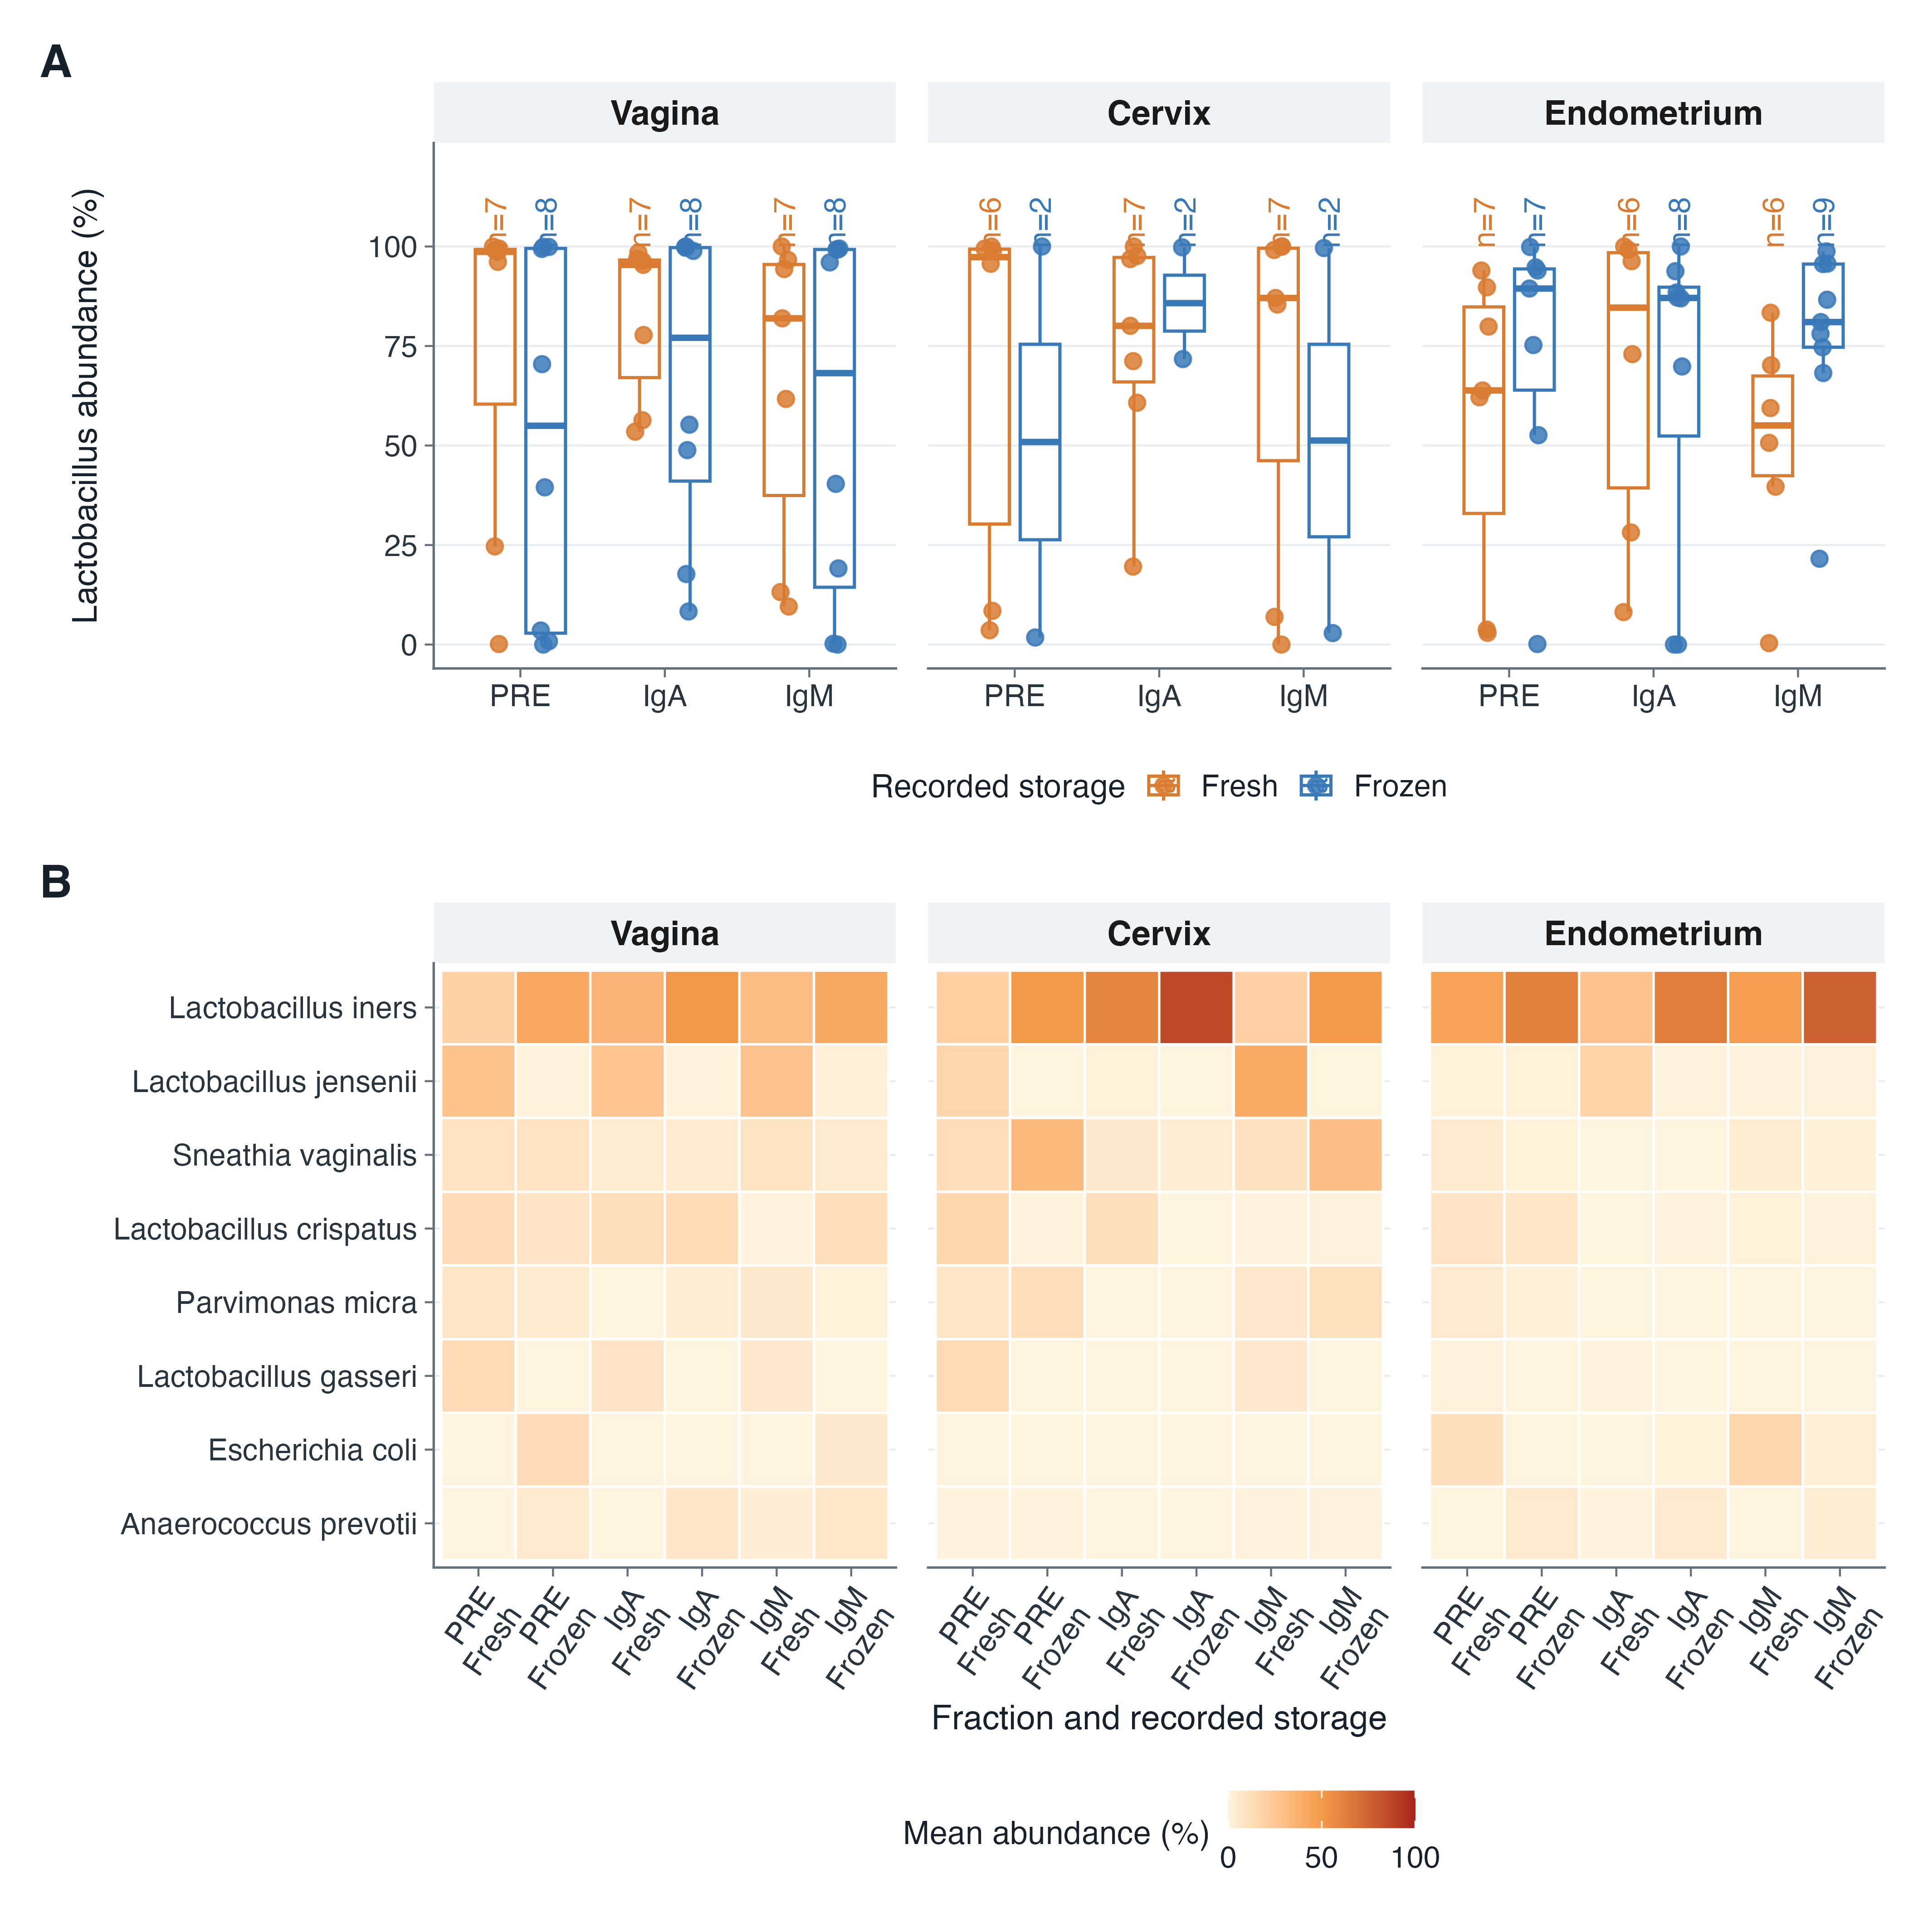 A
Vagina
Cervix
Endometrium
Lactobacillus abundance (%)
100
75
50
25
0
n=7
n=8
n=7
n=8
n=7
n=8
n=6
n=2
n=7
n=2
n=7
n=2
n=7
n=7
n=6
n=8
n=6
n=9
PRE
IgA
IgM
PRE
IgA
IgM
PRE
IgA
IgM
Recorded storage
Fresh
Frozen
B
Vagina
Cervix
Endometrium
Lactobacillus iners
Lactobacillus jensenii
Sneathia vaginalis
Lactobacillus crispatus
Parvimonas micra
Lactobacillus gasseri
Escherichia coli
Anaerococcus prevotii
PRE
Fresh
PRE
Frozen
IgA
Fresh
IgA
Frozen
IgM
Fresh
IgM
Frozen
PRE
Fresh
PRE
Frozen
IgA
Fresh
IgA
Frozen
IgM
Fresh
IgM
Frozen
PRE
Fresh
PRE
Frozen
IgA
Fresh
IgA
Frozen
IgM
Fresh
IgM
Frozen
Fraction and recorded storage
Mean abundance (%)
0
50
100